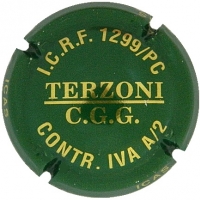 I.C.R.F. 1299/PC
TERZONI
C.G.G.
CONTR. IVA A/2